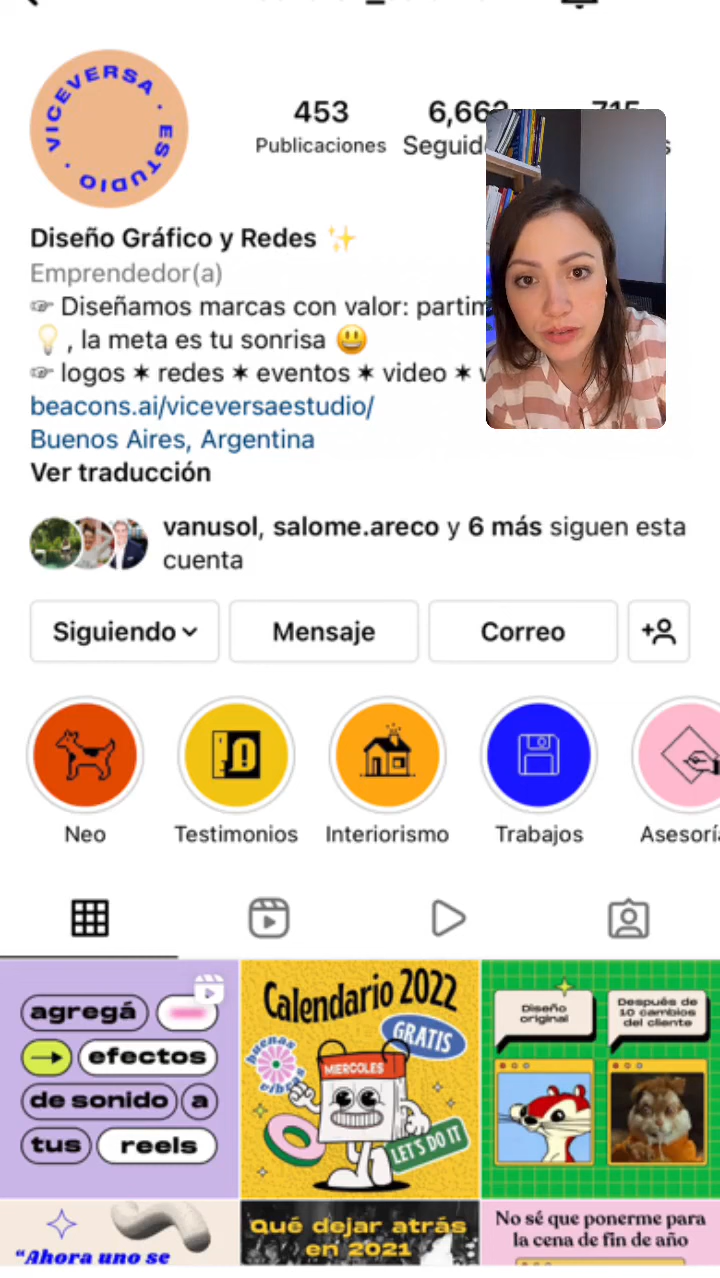 VICEVERSA · ESTUDIO ·
453
6,66
Publicaciones
Diseño Gráfico y Redes ✨
Emprendedor(a)
☞ Diseñamos marcas con valor:
💡, la meta es tu sonrisa 😃
☞ logos ✶ redes ✶ eventos ✶ video ✶
beacons.ai/viceversaestudio/
Buenos Aires, Argentina
Ver traducción
vanusol, salome.areco y 6 más siguen esta
cuenta
Siguiendo
Mensaje
Correo
Neo
Testimonios
Interiorismo
Trabajos
agregá
→ efectos
de sonido a
tus reels
Calendario 2022
GRATIS
buenas
vibes
MIERCOLES
LET'S DO IT
Diseño
original
Después de
10 cambios
del cliente
"Ahora uno se
Qué dejar atrás
en 2021
No sé que ponerme para
la cena de fin de año